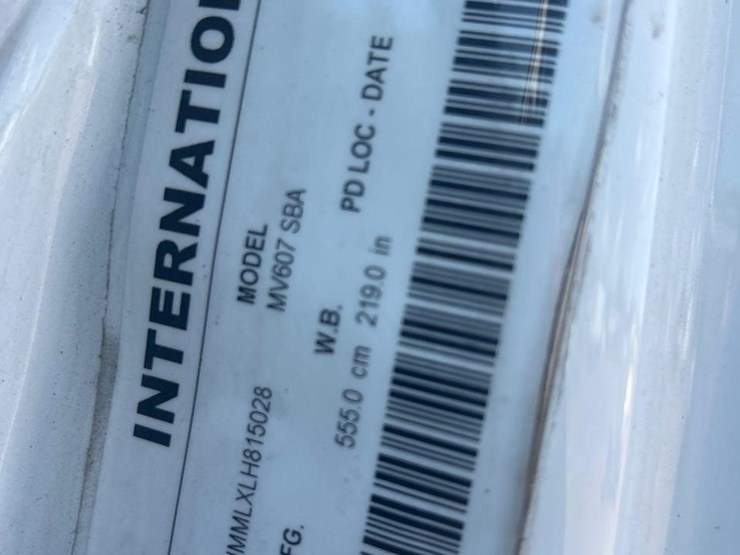 INTERNATIO
MODEL
MMLXLH815028 MV607 SBA
W.B. PD LOC - DATE
FG. 555.0 cm 219.0 in